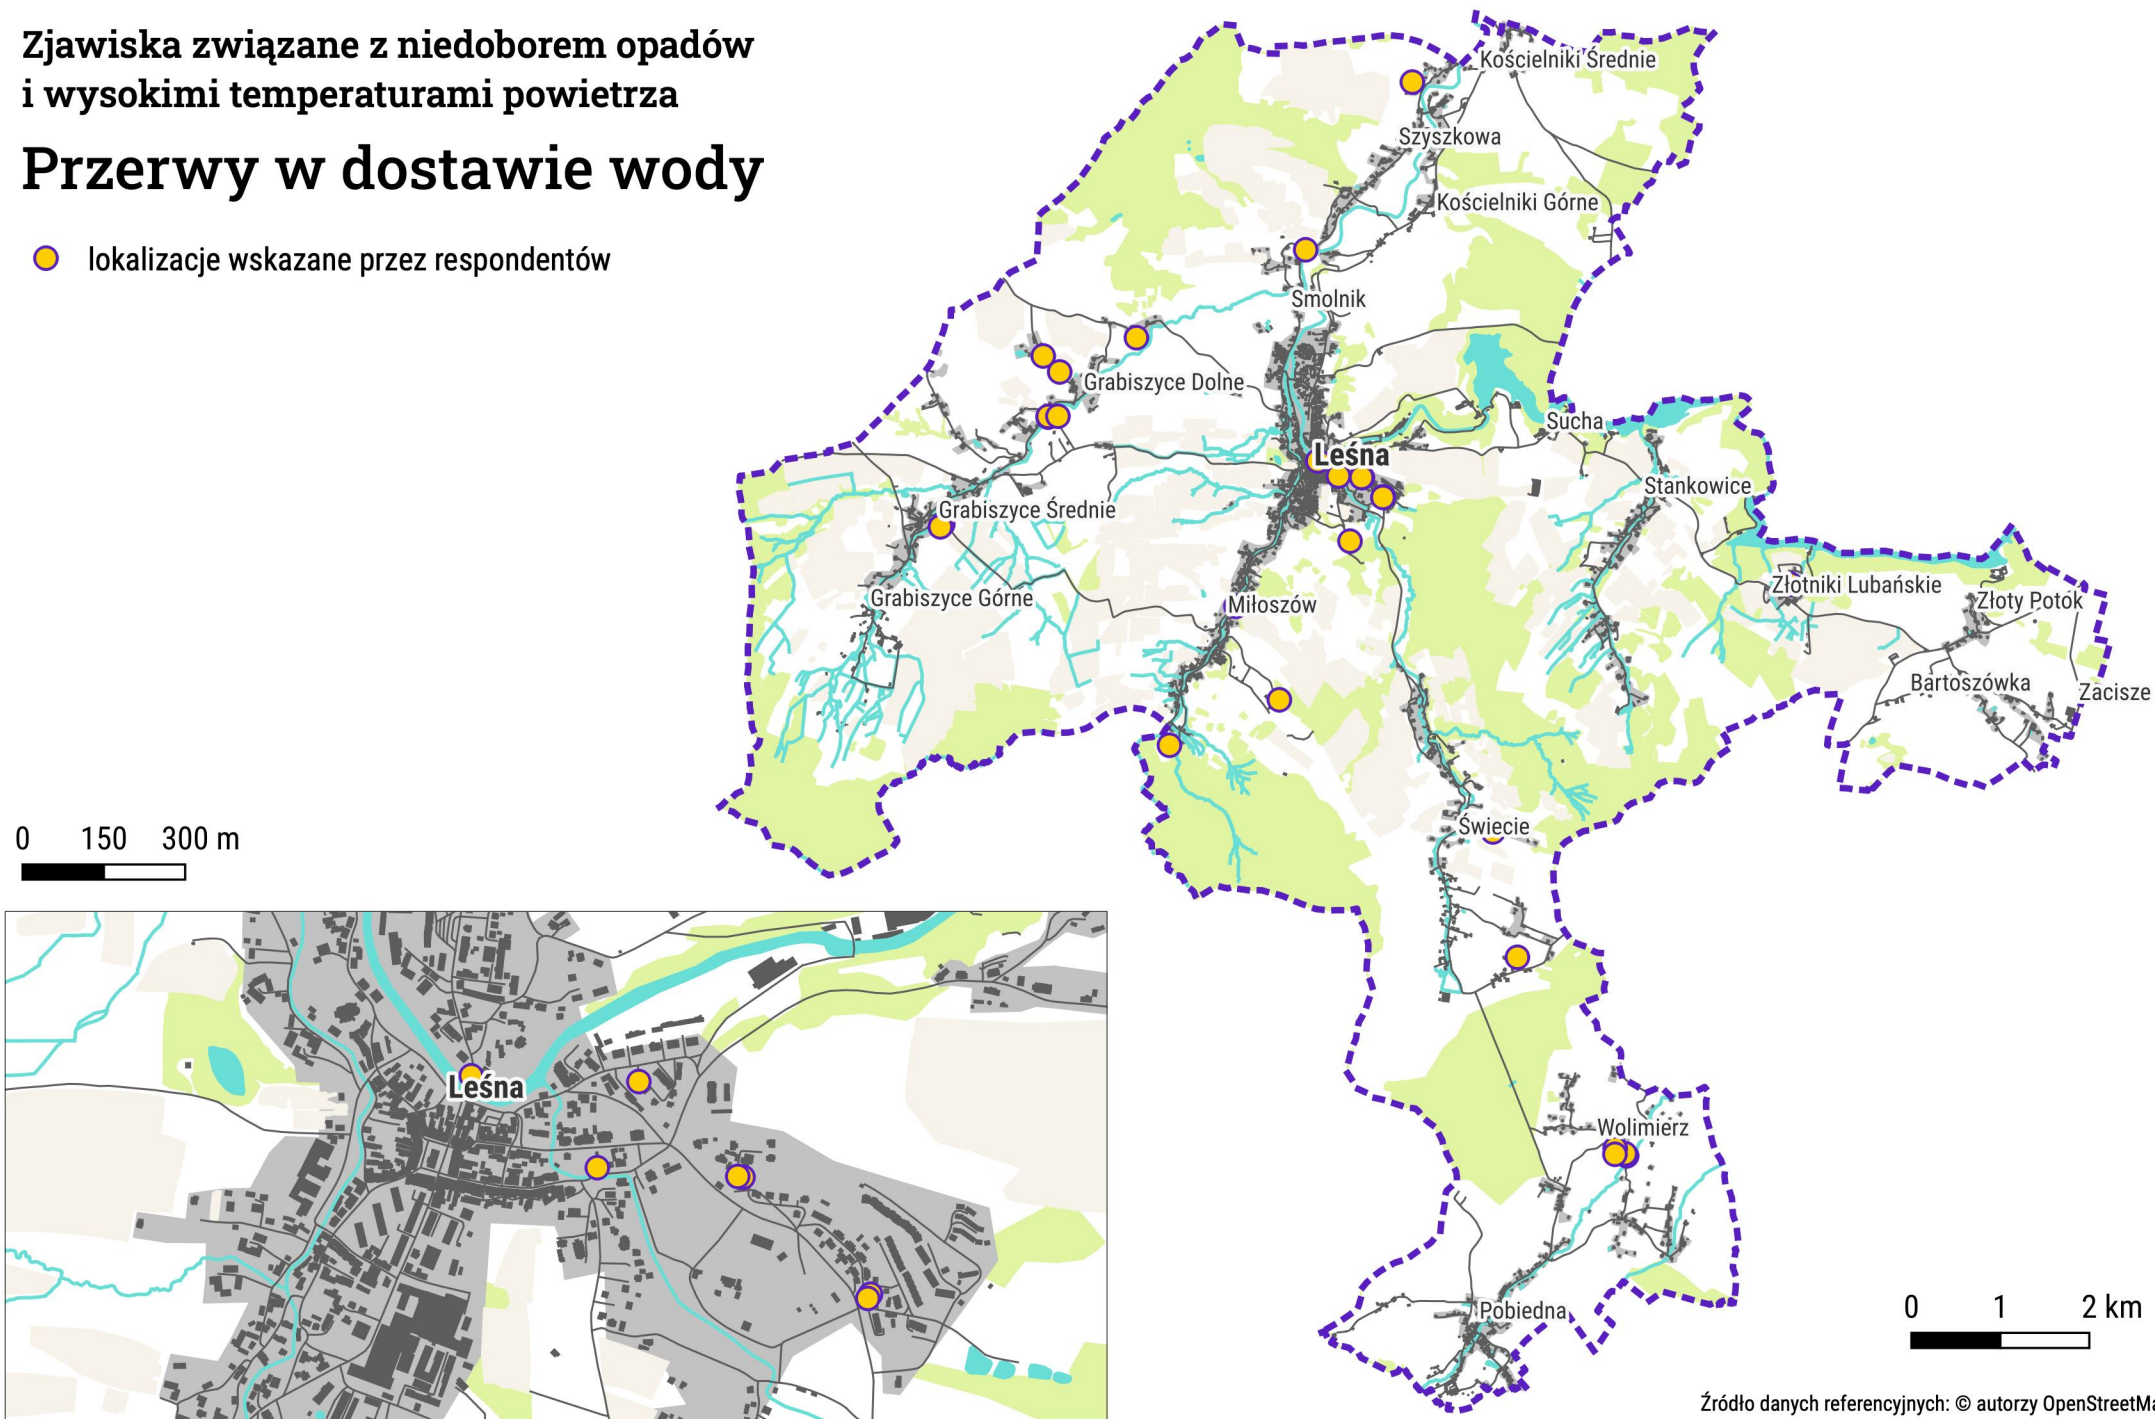 Zjawiska związane z niedoborem opadów
i wysokimi temperaturami powietrza
Przerwy w dostawie wody
lokalizacje wskazane przez respondentów
Kościelniki Średnie
Szyszkowa
Kościelniki Górne
Smolnik
Grabiszyce Dolne
Sucha
Leśna
Stankowice
Grabiszyce Średnie
Złotniki Lubańskie
Grabiszyce Górne
Złoty Potok
Miłoszów
Bartoszówka
Zacisze
Świecie
0 150 300 m
Leśna
Wolimierz
Pobiedna
0 1 2 km
Źródło danych referencyjnych: © autorzy OpenStreetMa